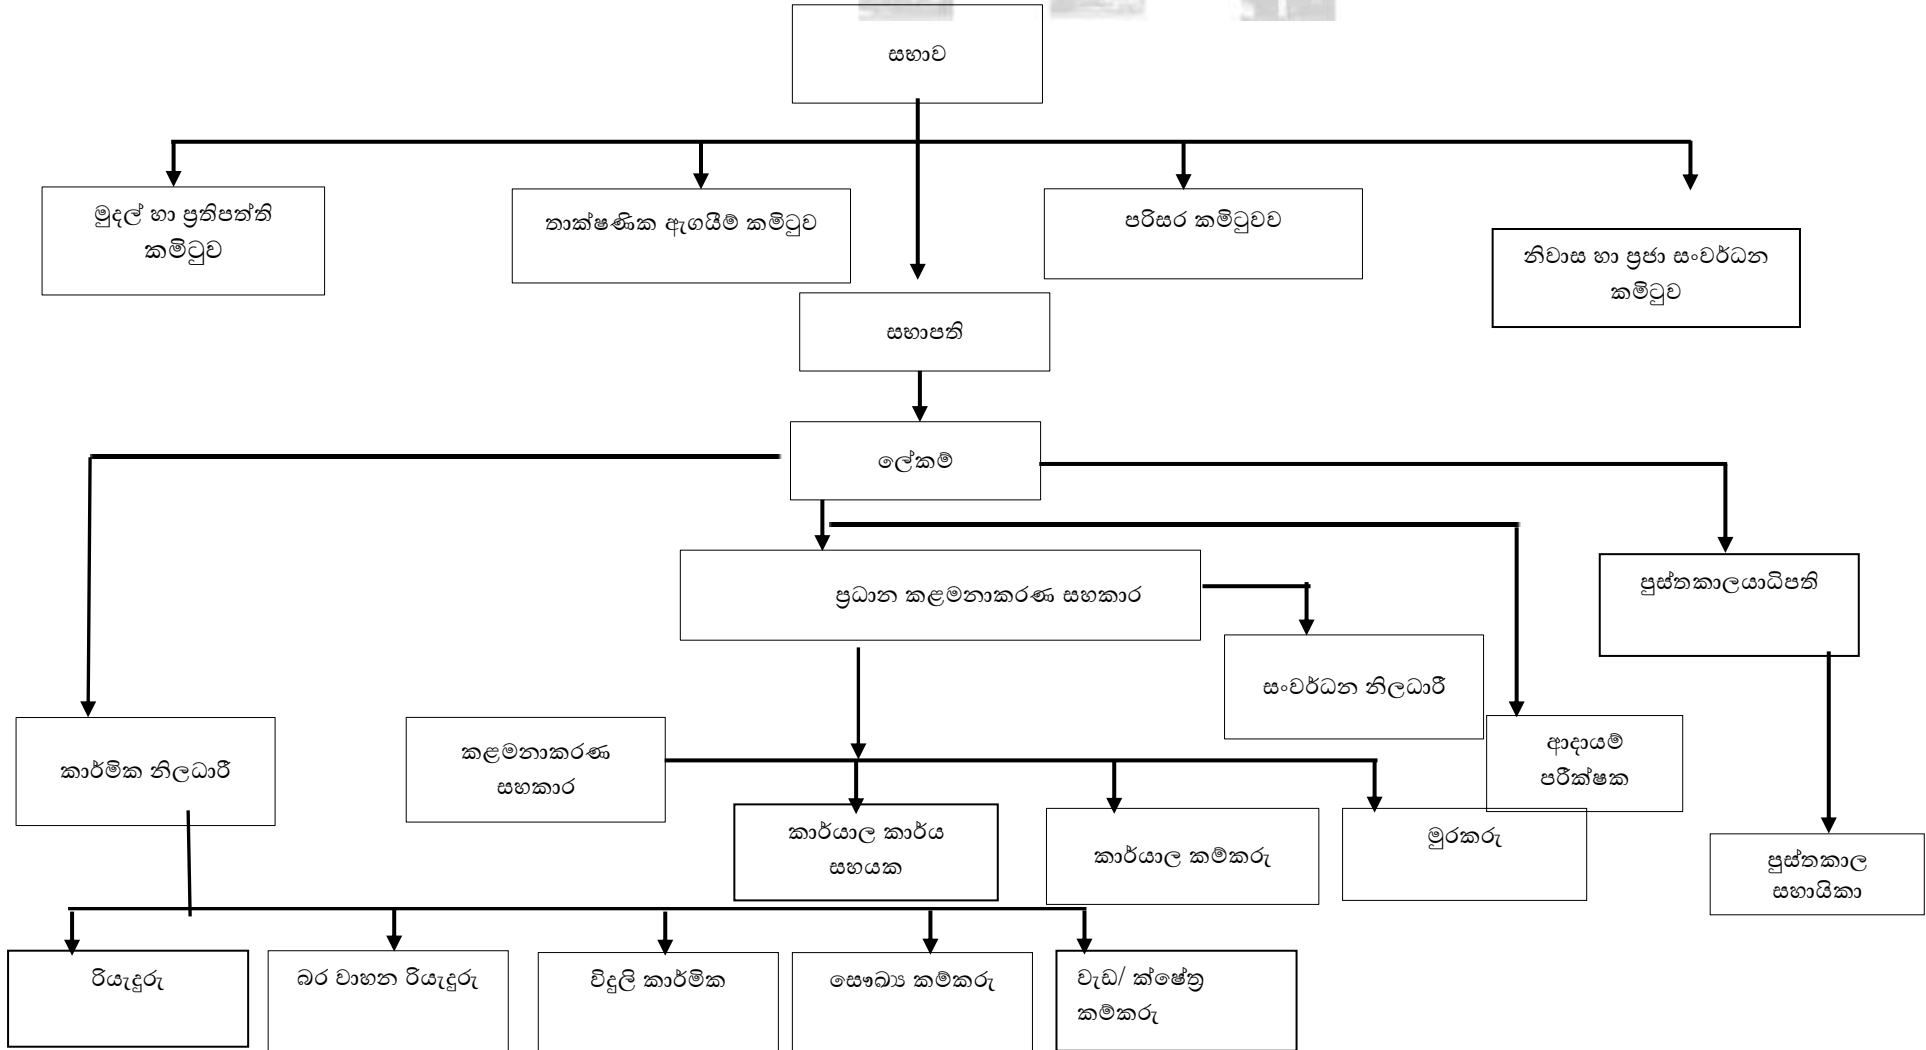 සභාව
මුදල් හා ප්‍රතිපත්ති
කමිටුව
තාක්ෂණික ඇගයීම් කමිටුව
පරිසර කමිටුවව
නිවාස හා ප්‍රජා සංවර්ධන
කමිටුව
සභාපති
ලේකම්
ප්‍රධාන කළමනාකරණ සහකාර
පුස්තකාලයාධිපති
සංවර්ධන නිලධාරී
කාර්මික නිලධාරී
කළමනාකරණ
සහකාර
ආදායම්
පරීක්ෂක
කාර්යාල කාර්ය
සහයක
කාර්යාල කම්කරු
මුරකරු
පුස්තකාල
සහායිකා
රියැදුරු
බර වාහන රියැදුරු
විදුලි කාර්මික
සෞඛ්‍ය කම්කරු
වැඩ/ ක්ෂේත්‍ර
කම්කරු